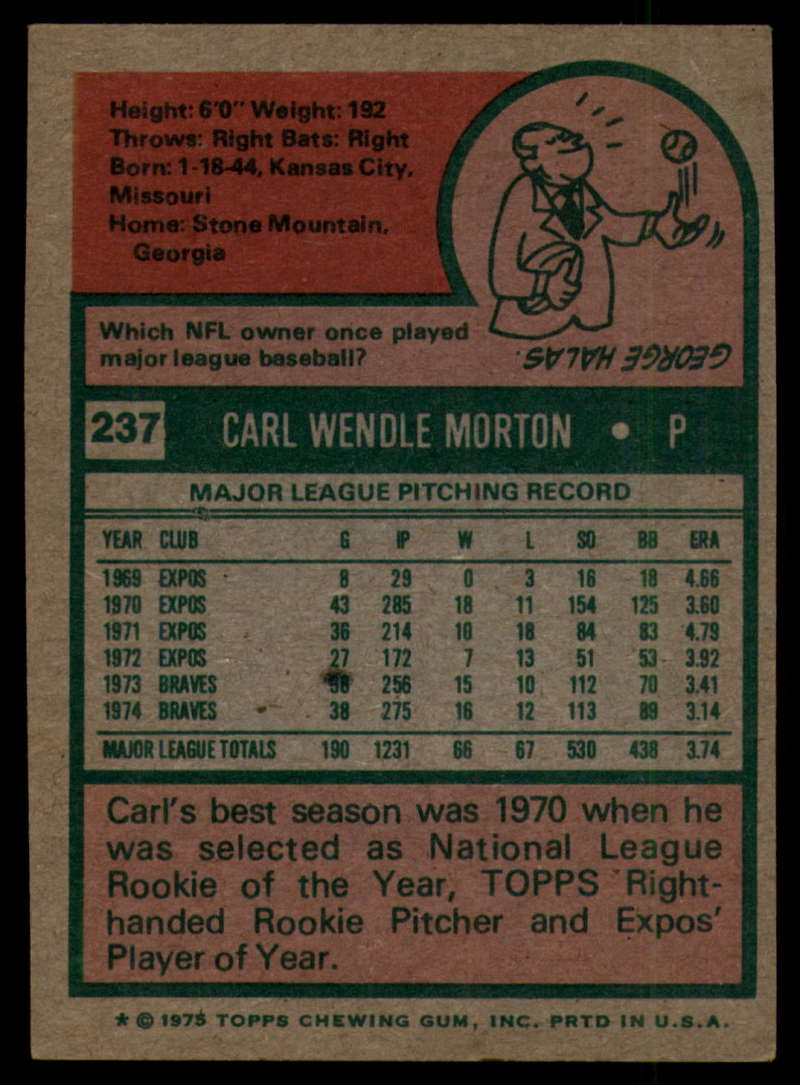 Height: 6'0" Weight: 192
Throws: Right Bats: Right
Born: 1-18-44, Kansas City,
Missouri
Home: Stone Mountain,
Georgia
Which NFL owner once played
major league baseball?
GEORGE HALAS.
237 CARL WENDLE MORTON • P
MAJOR LEAGUE PITCHING RECORD
YEAR CLUB G IP W L SO BB ERA
1969 EXPOS 8 29 0 3 16 18 4.66
1970 EXPOS 43 285 18 11 154 125 3.60
1971 EXPOS 36 214 10 18 84 83 4.79
1972 EXPOS 27 172 7 13 51 53 3.92
1973 BRAVES 256 15 10 112 70 3.41
1974 BRAVES 38 275 16 12 113 89 3.14
MAJOR LEAGUE TOTALS 190 1231 66 67 530 438 3.74
Carl's best season was 1970 when he
was selected as National League
Rookie of the Year, TOPPS Right-
handed Rookie Pitcher and Expos'
Player of Year.
* © 1975 TOPPS CHEWING GUM, INC. PRTD IN U.S.A.